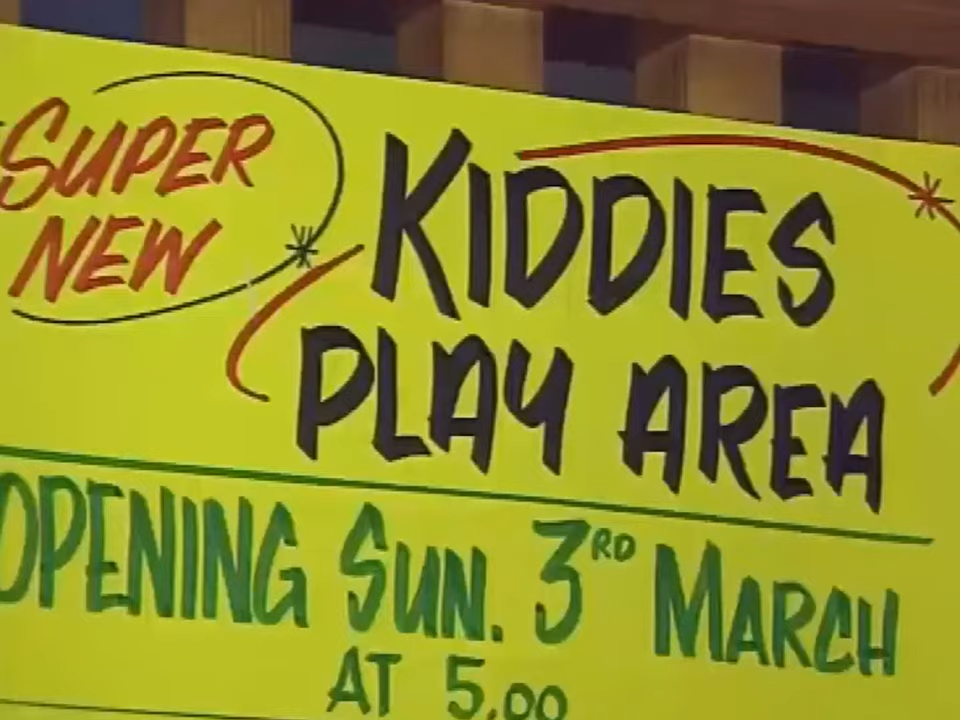 SUPER
NEW
KIDDIES
PLAY AREA
OPENING SUN. 3RD MARCH
AT 5.00